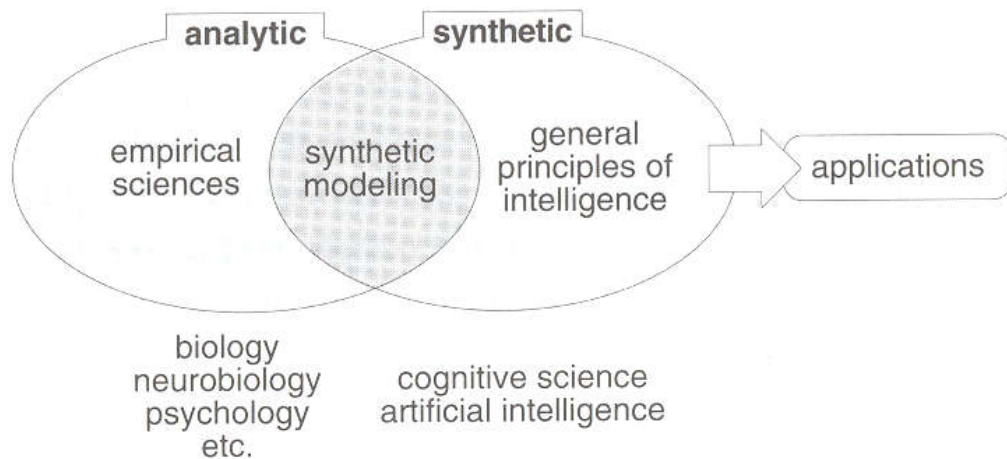 analytic
synthetic
empirical
sciences
synthetic
modeling
general
principles of
intelligence
applications
biology
neurobiology
psychology
etc.
cognitive science
artificial intelligence